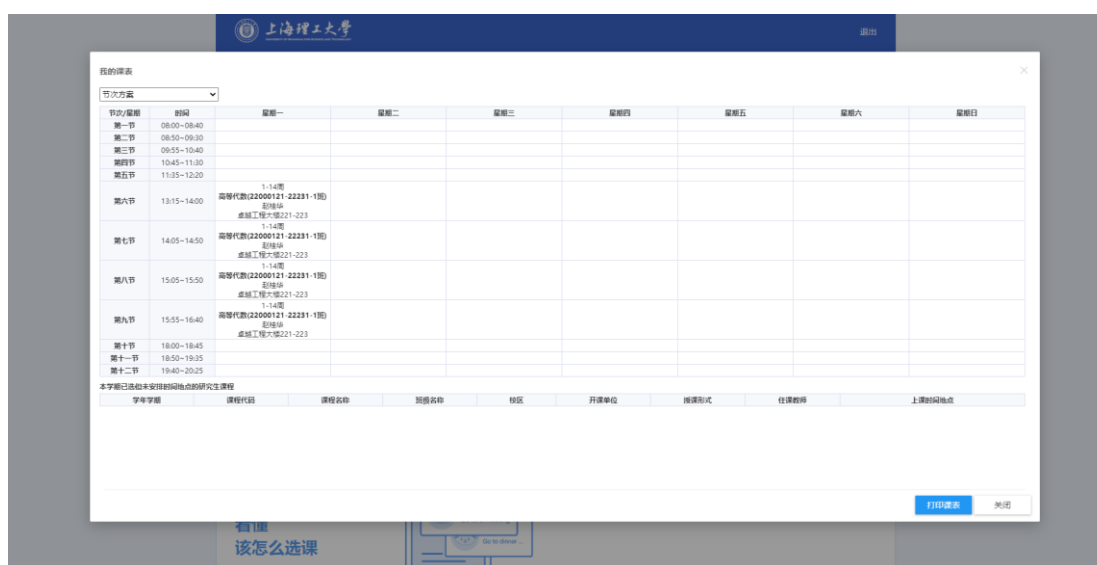 上海理工大学
退出
我的课表
节次方案
节次/星期 时间 星期一 星期二 星期三 星期四 星期五 星期六 星期日
第一节 08:00~08:40
第二节 08:50~09:30
第三节 09:55~10:40
第四节 10:45~11:30
第五节 11:35~12:20
第六节 13:15~14:00
1-14周
高等代数(22000121-22231-1班)
赵桂华
卓越工程大楼221-223
第七节 14:05~14:50
1-14周
高等代数(22000121-22231-1班)
赵桂华
卓越工程大楼221-223
第八节 15:05~15:50
1-14周
高等代数(22000121-22231-1班)
赵桂华
卓越工程大楼221-223
第九节 15:55~16:40
1-14周
高等代数(22000121-22231-1班)
赵桂华
卓越工程大楼221-223
第十节 18:00~18:45
第十一节 18:50~19:35
第十二节 19:40~20:25
本学期已选但未安排时间地点的研究生课程
学年学期 课程代码 课程名称 班级名称 校区 开课单位 授课形式 任课教师 上课时间地点
打印课表 关闭
看懂
该怎么选课
Go to dinner ...